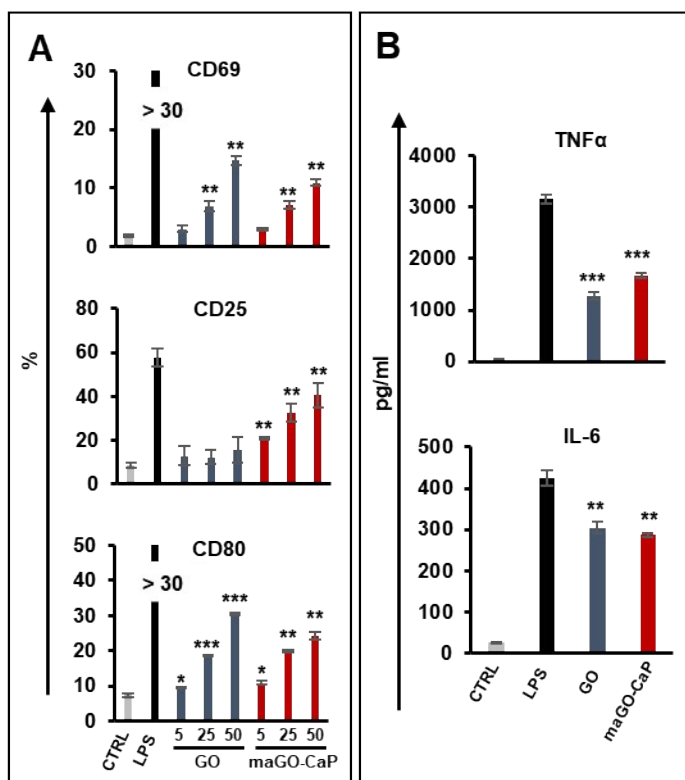 A
CD69
30
20
10
0
> 30
**
**
**
**
CD25
80
60
40
20
0
**
**
**
%
CD80
50
40
30
20
10
0
> 30
*
***
***
*
**
**
CTRL
LPS
5 25 50
GO
5 25 50
maGO-CaP
B
TNFα
4000
3000
2000
1000
0
***
***
pg/ml
IL-6
500
400
300
200
100
0
**
**
CTRL
LPS
GO
maGO-CaP